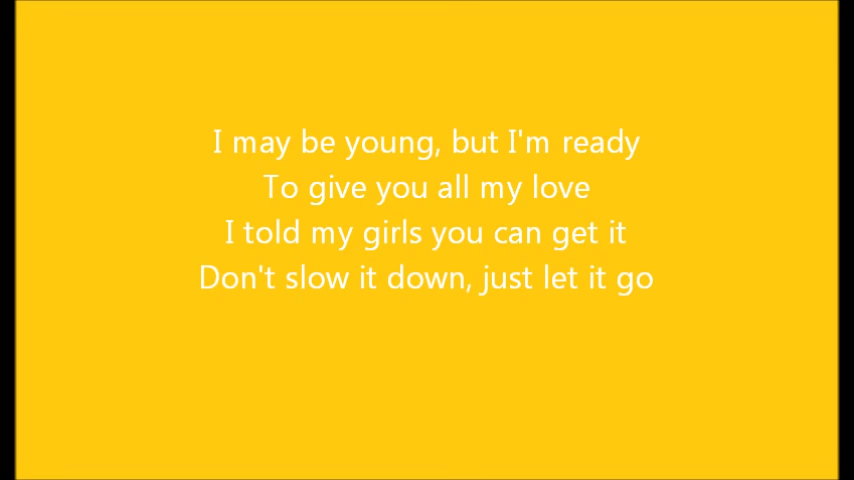 I may be young, but I'm ready
To give you all my love
I told my girls you can get it
Don't slow it down, just let it go